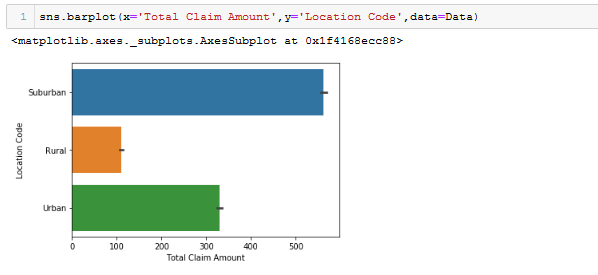 1 sns.barplot(x='Total Claim Amount',y='Location Code',data=Data)
<matplotlib.axes._subplots.AxesSubplot at 0x1f4168ecc88>
Suburban
Rural
Urban
Location Code
0 100 200 300 400 500
Total Claim Amount